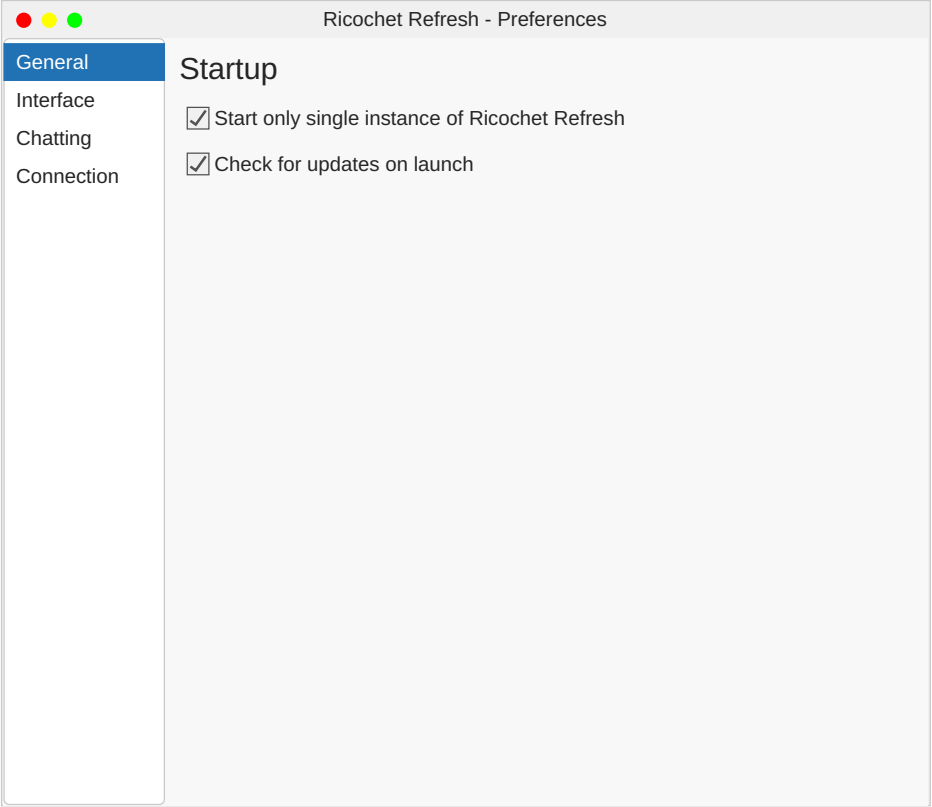 Ricochet Refresh - Preferences
General
Interface
Chatting
Connection
Startup
Start only single instance of Ricochet Refresh
Check for updates on launch